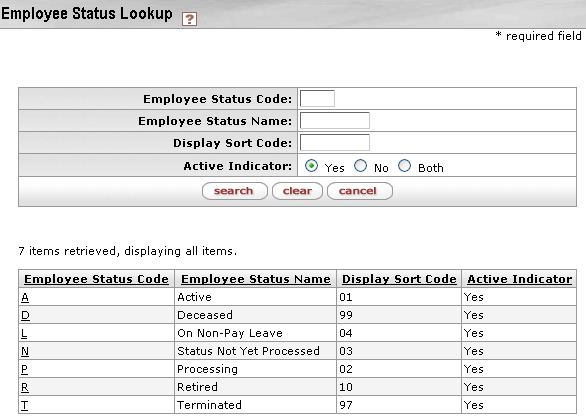 Employee Status Lookup ?
* required field
Employee Status Code:
Employee Status Name:
Display Sort Code:
Active Indicator: Yes No Both
search clear cancel
7 items retrieved, displaying all items.
Employee Status Code Employee Status Name Display Sort Code Active Indicator
A Active 01 Yes
D Deceased 99 Yes
L On Non-Pay Leave 04 Yes
N Status Not Yet Processed 03 Yes
P Processing 02 Yes
R Retired 10 Yes
T Terminated 97 Yes